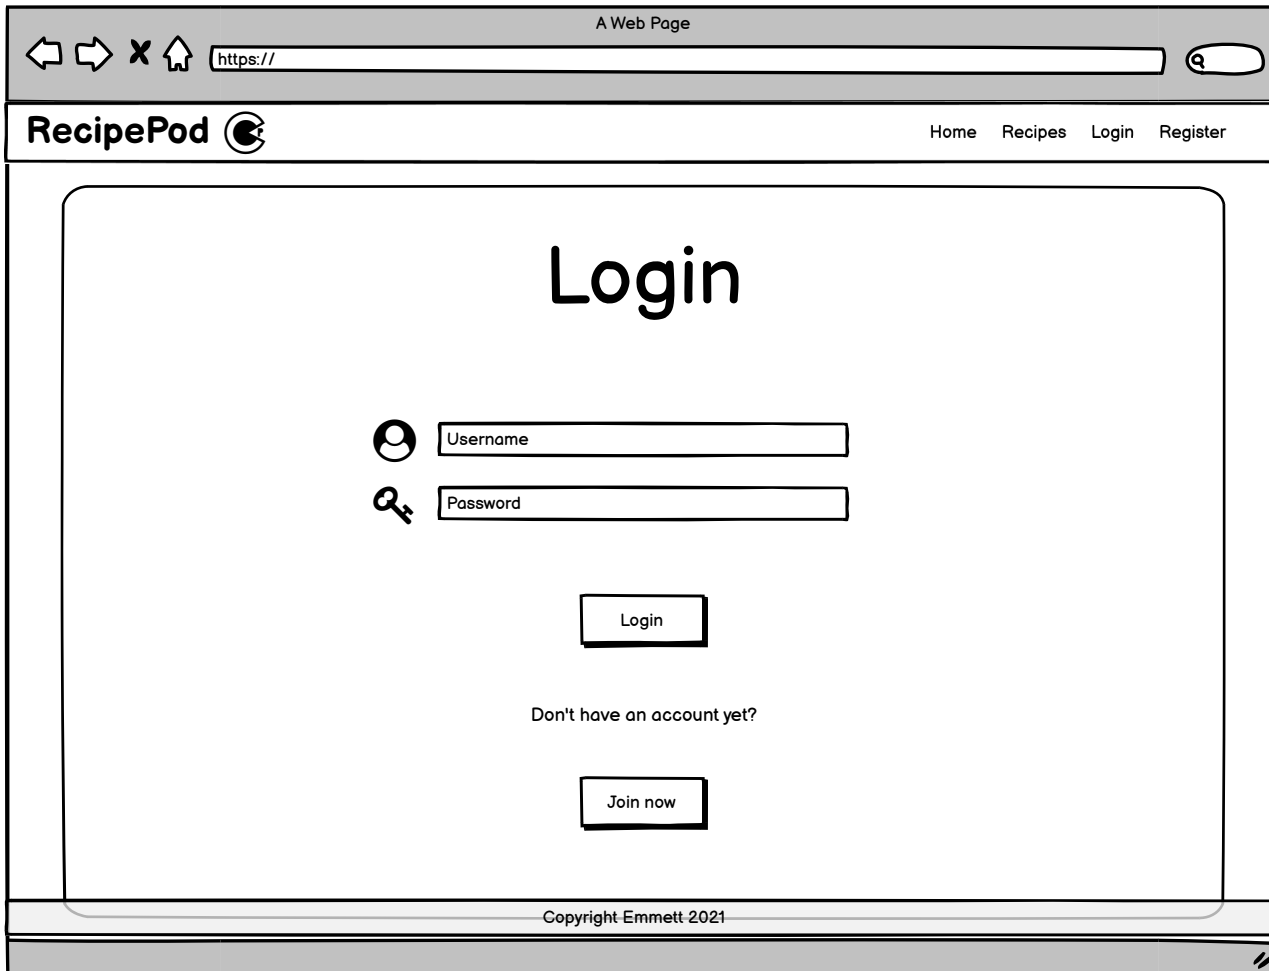 A Web Page
https://
RecipePod
Home Recipes Login Register
Login
Username
Password
Login
Don't have an account yet?
Join now
Copyright Emmett 2021